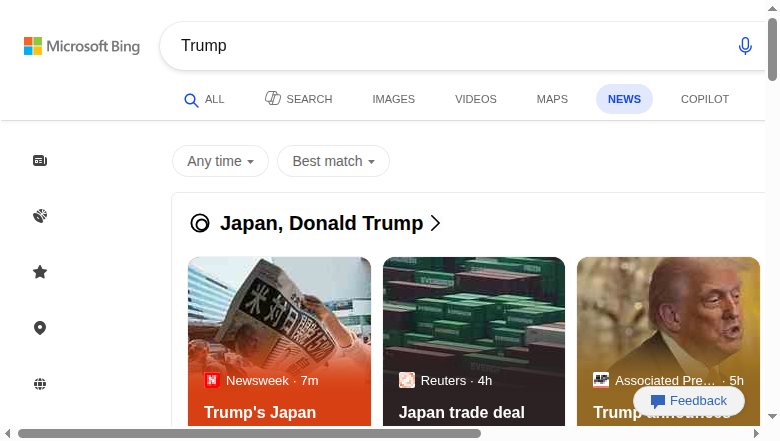 Microsoft Bing
Trump
ALL
SEARCH
IMAGES
VIDEOS
MAPS
NEWS
COPILOT
Any time
Best match
Japan, Donald Trump
Newsweek · 7m
Trump's Japan
Reuters · 4h
Japan trade deal
Associated Pre... · 5h
Trump announces
Feedback